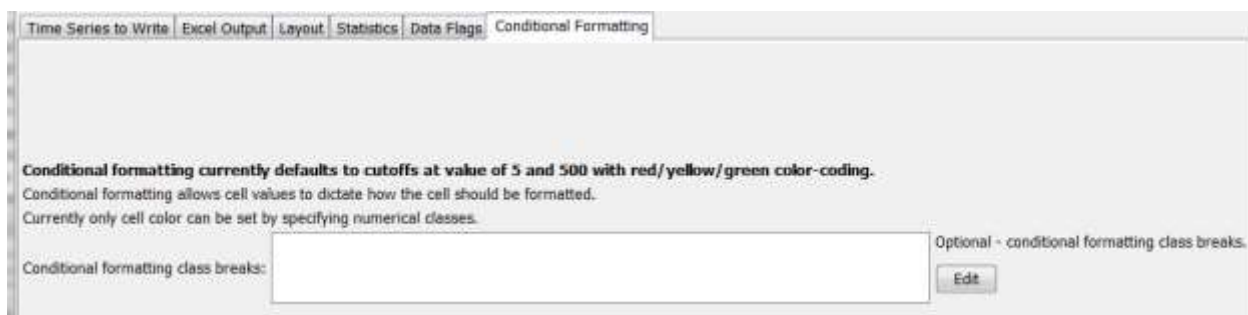 Time Series to Write Excel Output Layout Statistics Data Flags Conditional Formatting
Conditional formatting currently defaults to cutoffs at value of 5 and 500 with red/yellow/green color-coding.
Conditional formatting allows cell values to dictate how the cell should be formatted.
Currently only cell color can be set by specifying numerical classes.
Optional - conditional formatting class breaks.
Conditional formatting class breaks:
Edit